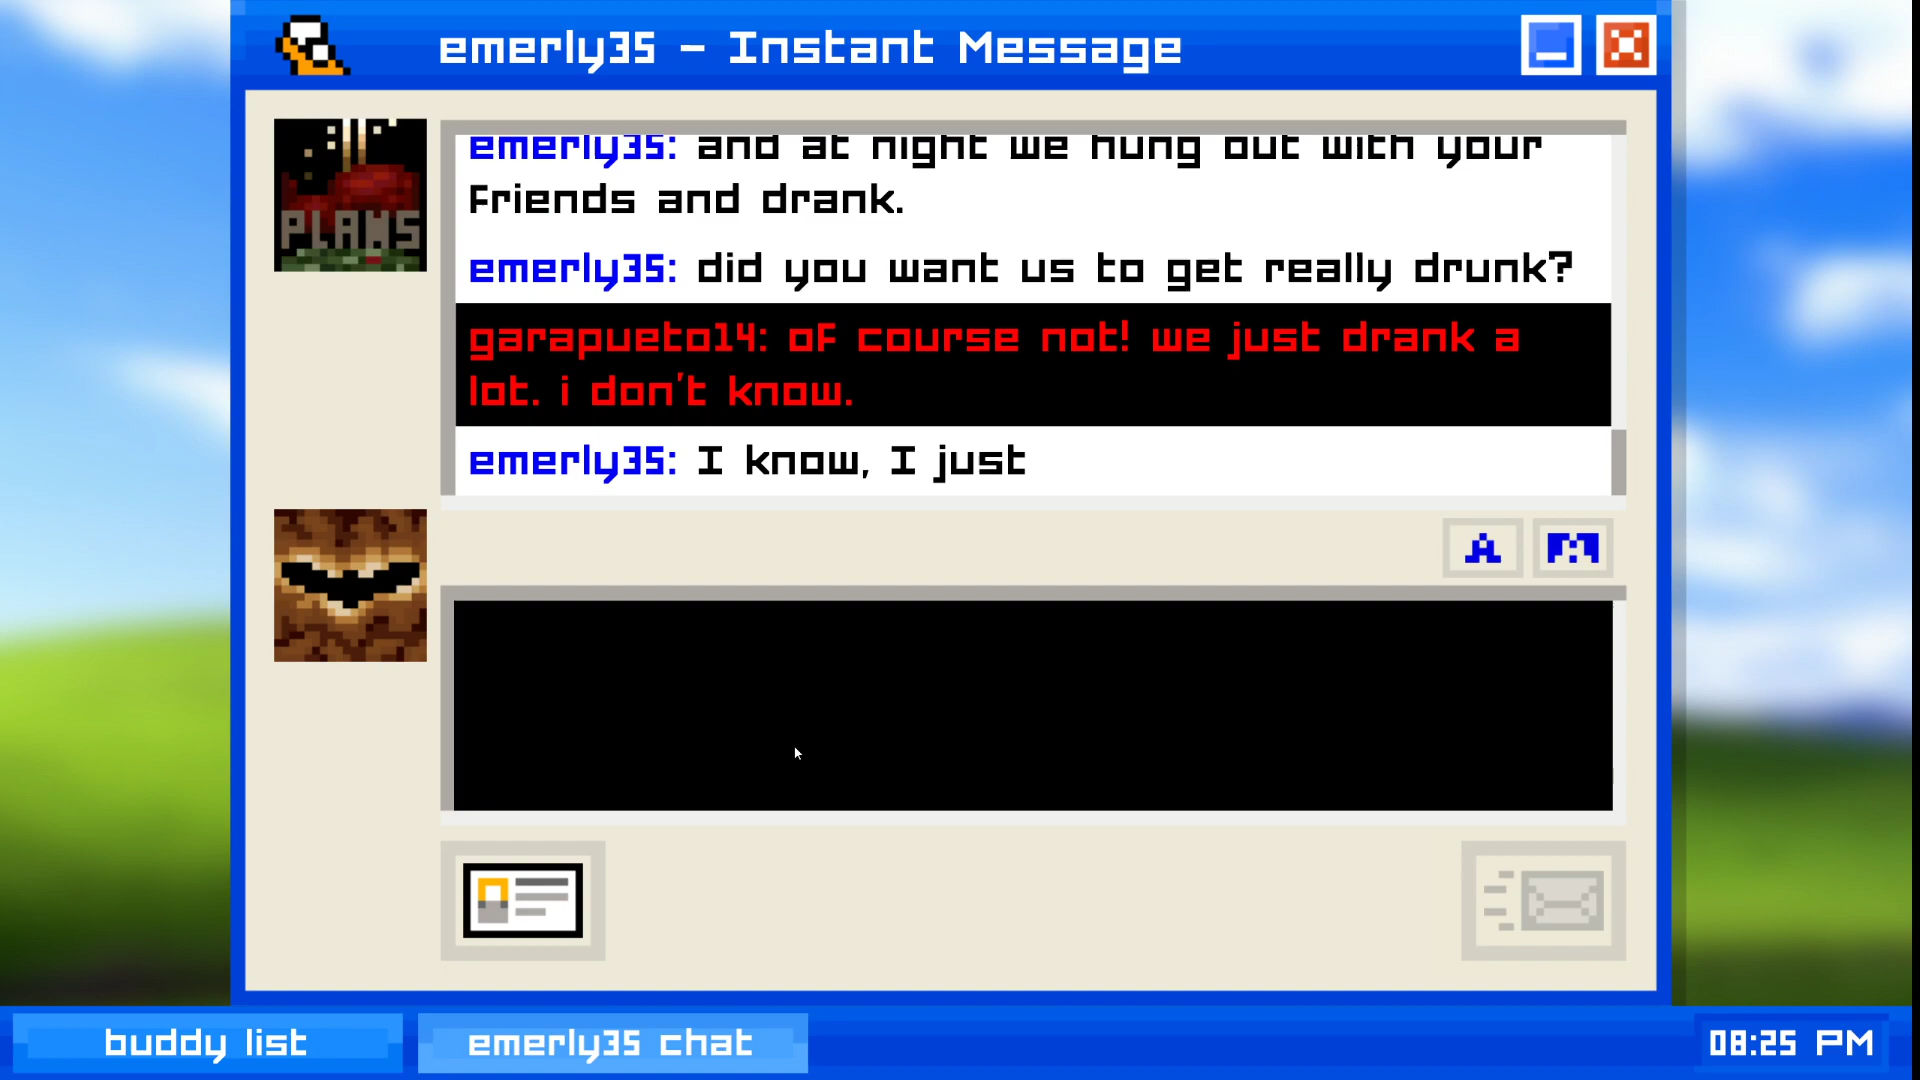 emerly35 - Instant Message
PLANS
emerly35: and at night we hung out with your
friends and drank.
emerly35: did you want us to get really drunk?
garapueto14: of course not! we just drank a
lot. i don't know.
emerly35: I know, I just
A
buddy list
emerly35 chat
08:25 PM